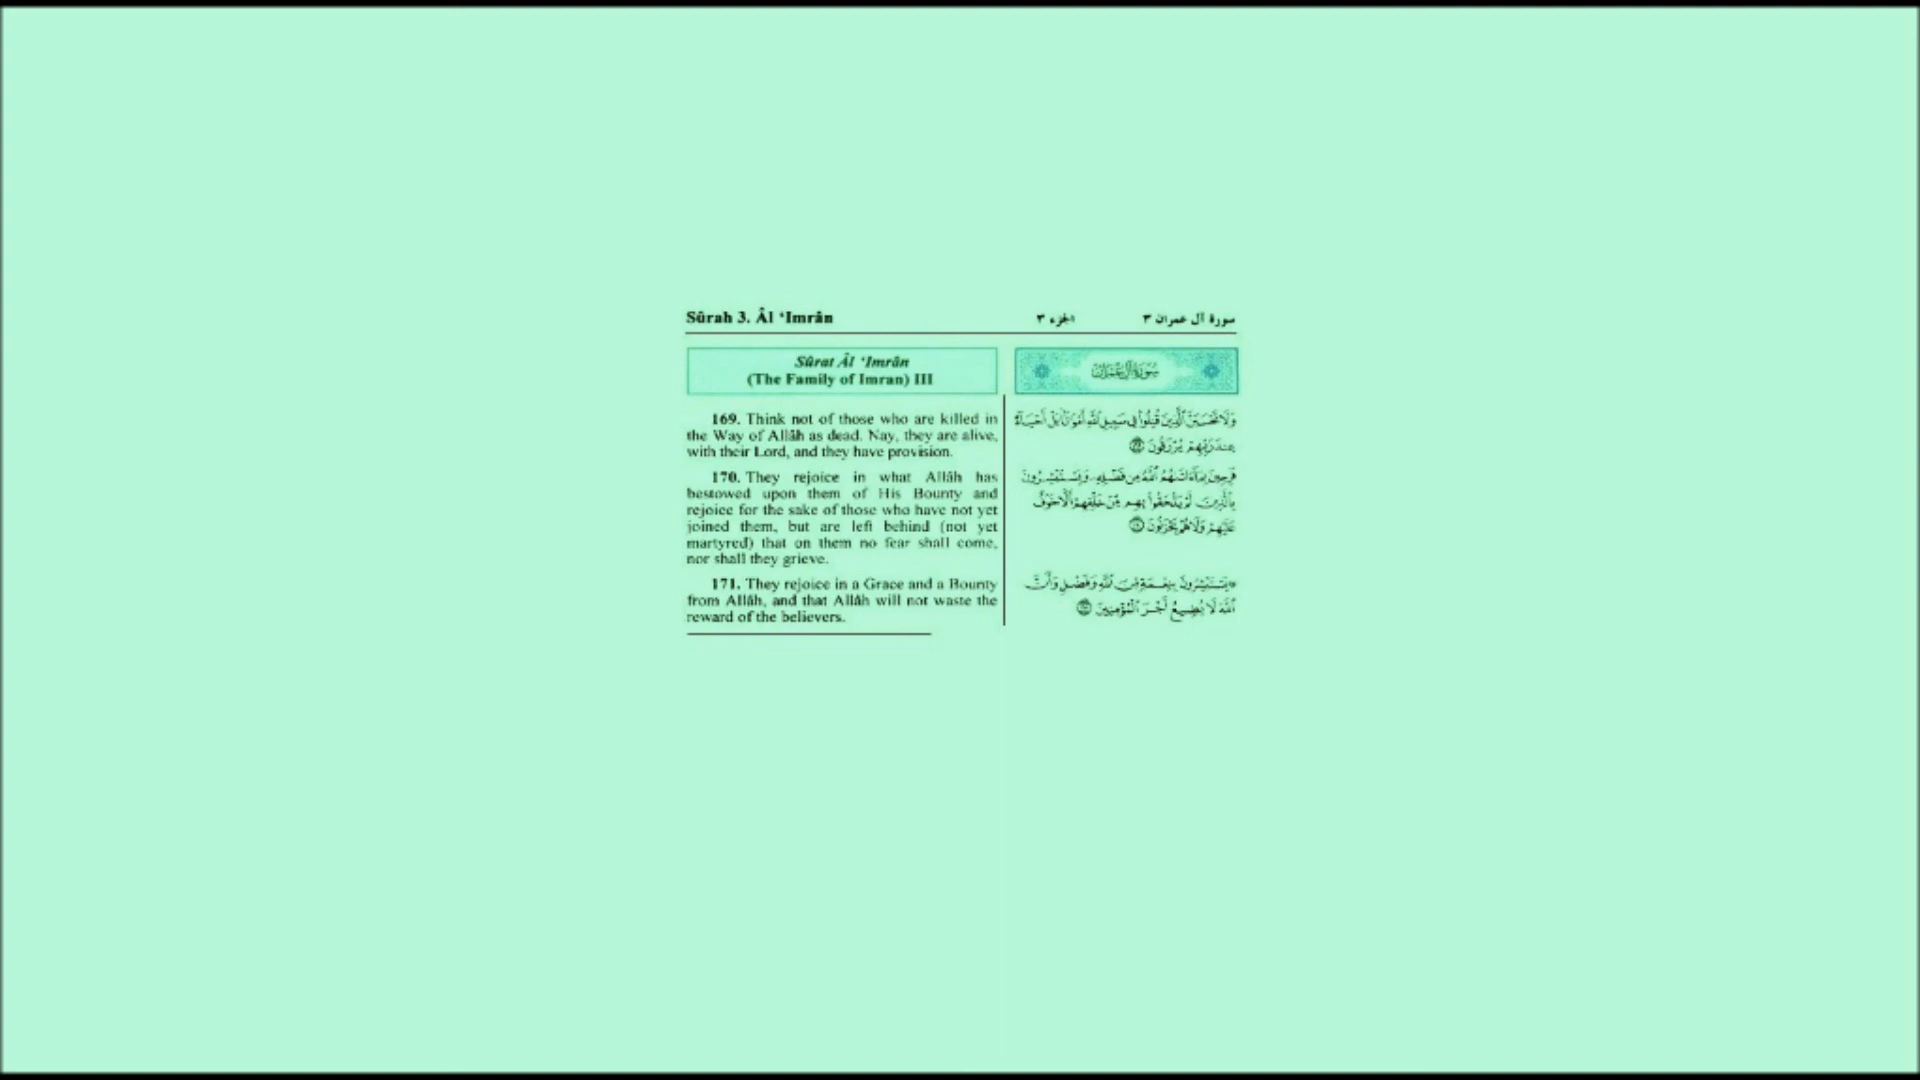 Sûrah 3. Âl ‘Imrân
الجزء ٣
سورة آل عمران ٣
Sûrat Âl ‘Imrân
(The Family of Imran) III
سُورَةُ آلِ عِمْرَانَ
169. Think not of those who are killed in
the Way of Allâh as dead. Nay, they are alive,
with their Lord, and they have provision.
170. They rejoice in what Allâh has
bestowed upon them of His Bounty and
rejoice for the sake of those who have not yet
joined them, but are left behind (not yet
martyred) that on them no fear shall come,
nor shall they grieve.
171. They rejoice in a Grace and a Bounty
from Allâh, and that Allâh will not waste the
reward of the believers.
وَلَا تَحْسَبَنَّ ٱلَّذِينَ قُتِلُوا۟ فِى سَبِيلِ ٱللَّهِ أَمْوَٰتًۢا بَلْ أَحْيَآءٌ
عِندَ رَبِّهِمْ يُرْزَقُونَ ١٦٩
فَرِحِينَ بِمَآ ءَاتَىٰهُمُ ٱللَّهُ مِن فَضْلِهِۦ وَيَسْتَبْشِرُونَ
بِٱلَّذِينَ لَمْ يَلْحَقُوا۟ بِهِم مِّنْ خَلْفِهِمْ أَلَّا خَوْفٌ
عَلَيْهِمْ وَلَا هُمْ يَحْزَنُونَ ١٧٠
۞ يَسْتَبْشِرُونَ بِنِعْمَةٍ مِّنَ ٱللَّهِ وَفَضْلٍ وَأَنَّ
ٱللَّهَ لَا يُضِيعُ أَجْرَ ٱلْمُؤْمِنِينَ ١٧١